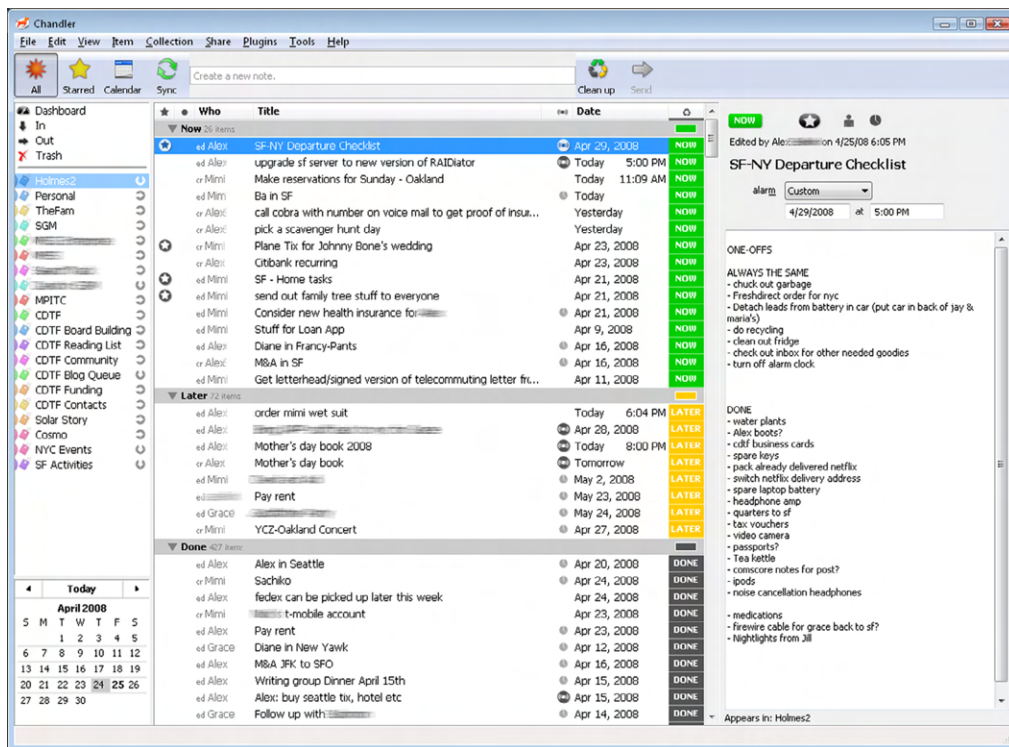 Chandler
File Edit View Item Collection Share Plugins Tools Help
All Starred Calendar Sync Create a new note. Clean up Send
Dashboard
In
Out
Trash
Holmes2
Personal
TheFam
SGM
MPITC
CDTF
CDTF Board Building
CDTF Reading List
CDTF Community
CDTF Blog Queue
CDTF Funding
CDTF Contacts
Solar Story
Cosmo
NYC Events
SF Activities
Today
April 2008
S M T W T F S
1 2 3 4 5
6 7 8 9 10 11 12
13 14 15 16 17 18 19
20 21 22 23 24 25 26
27 28 29 30
Who Title Date
Now 26 items
ed Alex SF-NY Departure Checklist Apr 29, 2008 NOW
ed Alex upgrade sf server to new version of RAIDiator Today 5:00 PM NOW
cr Mimi Make reservations for Sunday - Oakland Today 11:09 AM NOW
ed Mimi Ba in SF Today NOW
cr Alex call cobra with number on voice mail to get proof of insur... Yesterday NOW
cr Alex pick a scavenger hunt day Yesterday NOW
cr Mimi Plane Tix for Johnny Bone's wedding Apr 23, 2008 NOW
cr Alex Citibank recurring Apr 23, 2008 NOW
ed Mimi SF - Home tasks Apr 21, 2008 NOW
ed Mimi send out family tree stuff to everyone Apr 21, 2008 NOW
ed Mimi Consider new health insurance for Apr 21, 2008 NOW
ed Mimi Stuff for Loan App Apr 9, 2008 NOW
ed Alex Diane in Francy-Pants Apr 16, 2008 NOW
cr Alex M&A in SF Apr 16, 2008 NOW
ed Mimi Get letterhead/signed version of telecommuting letter fr... Apr 11, 2008 NOW
Later 72 items
ed Alex order mimi wet suit Today 6:04 PM LATER
ed Alex Apr 28, 2008 LATER
ed Alex Mother's day book 2008 Today 8:00 PM LATER
cr Alex Mother's day book Tomorrow LATER
ed Mimi May 2, 2008 LATER
ed Pay rent May 23, 2008 LATER
ed Grace May 24, 2008 LATER
cr Mimi YCZ-Oakland Concert Apr 27, 2008 LATER
Done 427 items
ed Alex Alex in Seattle Apr 20, 2008 DONE
cr Mimi Sachiko Apr 24, 2008 DONE
ed Alex fedex can be picked up later this week Apr 24, 2008 DONE
cr Mimi t-mobile account Apr 23, 2008 DONE
ed Alex Pay rent Apr 23, 2008 DONE
ed Grace Diane in New Yawk Apr 12, 2008 DONE
ed Alex M&A JFK to SFO Apr 16, 2008 DONE
ed Alex Writing group Dinner April 15th Apr 15, 2008 DONE
ed Alex Alex: buy seattle tix, hotel etc Apr 15, 2008 DONE
ed Grace Follow up with Apr 14, 2008 DONE
NOW
Edited by Alex on 4/25/08 6:05 PM
SF-NY Departure Checklist
alarm Custom
4/29/2008 at 5:00 PM
ONE-OFFS
ALWAYS THE SAME
- chuck out garbage
- Freshdirect order for nyc
- Detach leads from battery in car (put car in back of jay &
maria's)
- do recycling
- clean out fridge
- check out inbox for other needed goodies
- turn off alarm clock
DONE
- water plants
- Alex boots?
- cdtf business cards
- spare keys
- pack already delivered netflix
- switch netflix delivery address
- spare laptop battery
- headphone amp
- quarters to sf
- tax vouchers
- video camera
- passports?
- Tea kettle
- comscore notes for post?
- ipods
- noise cancellation headphones
- medications
- firewire cable for grace back to sf?
- Nightlights from Jill
Appears in: Holmes2